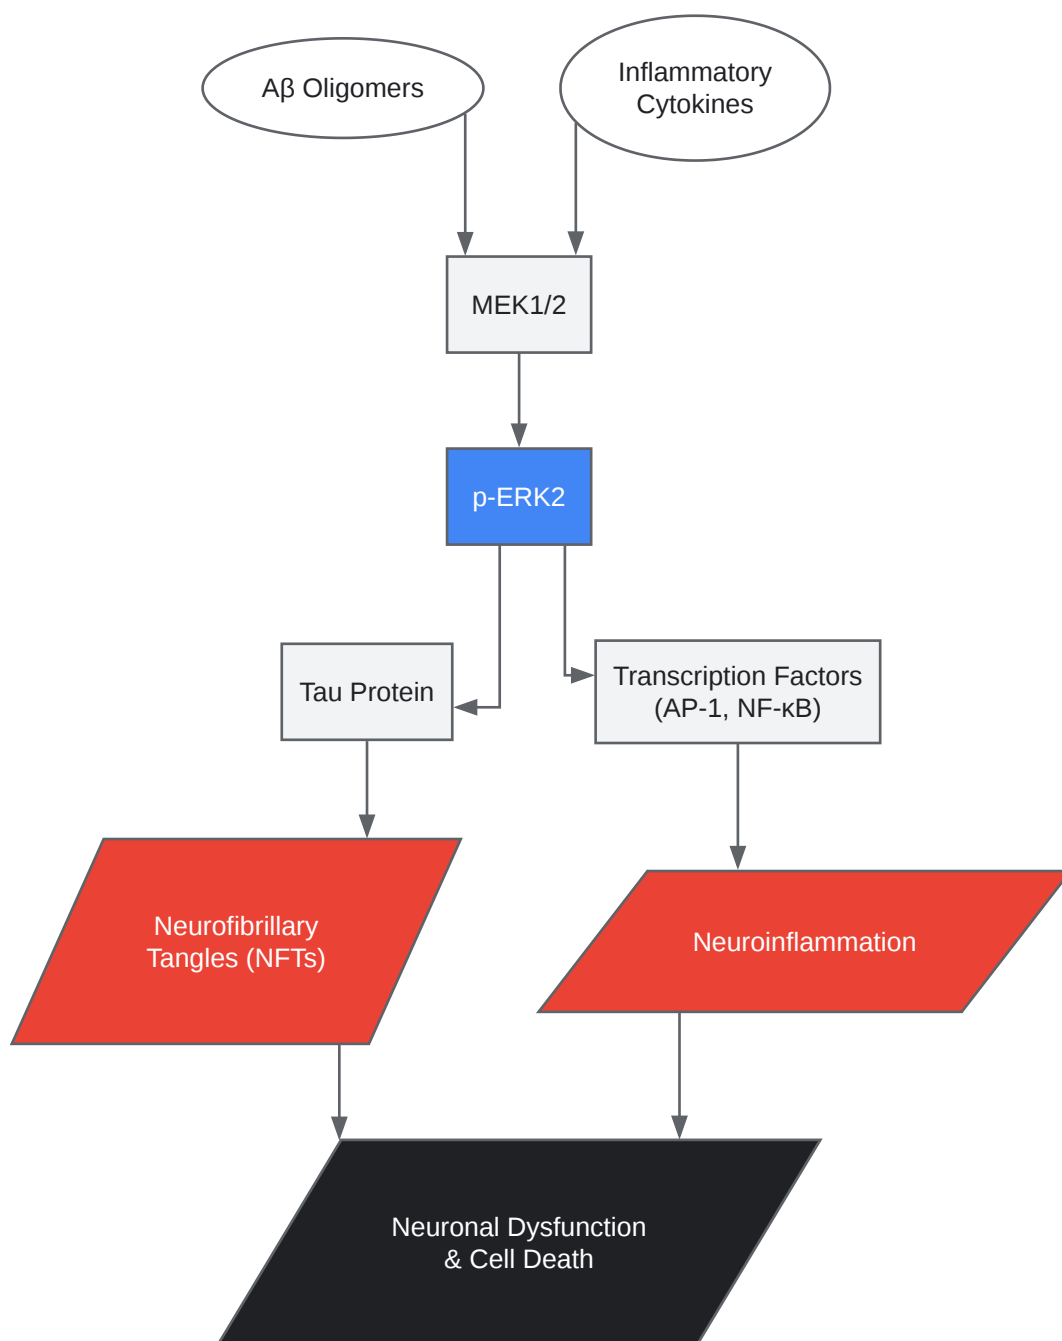 Aβ Oligomers
Inflammatory
Cytokines
MEK1/2
p-ERK2
Tau Protein
Transcription Factors
(AP-1, NF-κB)
Neurofibrillary
Tangles (NFTs)
Neuroinflammation
Neuronal Dysfunction
& Cell Death